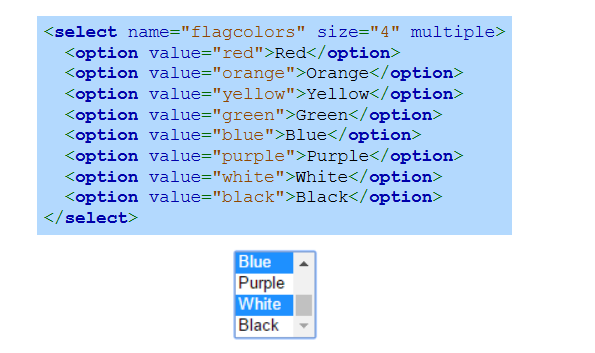 <select name="flagcolors" size="4" multiple>
<option value="red">Red</option>
<option value="orange">Orange</option>
<option value="yellow">Yellow</option>
<option value="green">Green</option>
<option value="blue">Blue</option>
<option value="purple">Purple</option>
<option value="white">White</option>
<option value="black">Black</option>
</select>
Blue
Purple
White
Black